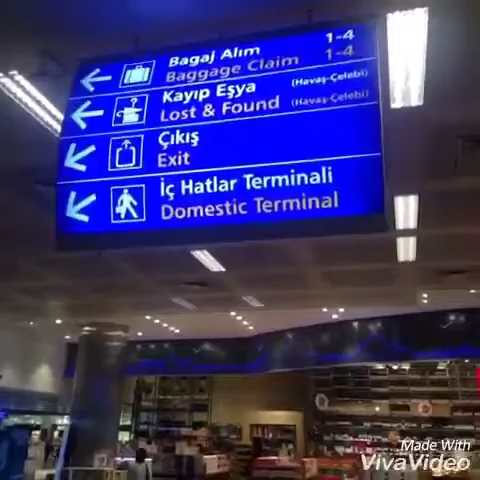 Bagaj Alım 1-4
Baggage Claim 1-4
Kayıp Eşya (Havaş-Çelebi)
Lost & Found (Havaş-Çelebi)
Çıkış
Exit
İç Hatlar Terminali
Domestic Terminal
Made With
VivaVideo